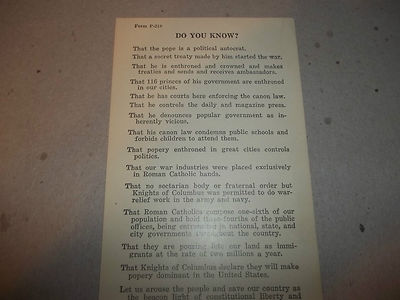 Form P-219
DO YOU KNOW?
That the pope is a political autocrat.
That a secret treaty made by him started the war.
That he is enthroned and crowned and makes
treaties and sends and receives ambassadors.
That 116 princes of his government are enthroned
in our cities.
That he has courts here enforcing the canon law.
That he controls the daily and magazine press.
That he denounces popular government as in-
herently vicious.
That his canon law condemns public schools and
forbids children to attend them.
That popery enthroned in great cities controls
politics.
That our war industries were placed exclusively
in Roman Catholic hands.
That no sectarian body or fraternal order but
Knights of Columbus was permitted to do war-
relief work in the army and navy.
That Roman Catholics compose one-sixth of our
population and hold three-fourths of the public
offices, being entrenched in national, state, and
city governments throughout the country.
That they are pouring into our land as immi-
grants at the rate of two millions a year.
That Knights of Columbus declare they will make
popery dominant in the United States.
Let us arouse the people and save our country as
the beacon light of constitutional liberty and